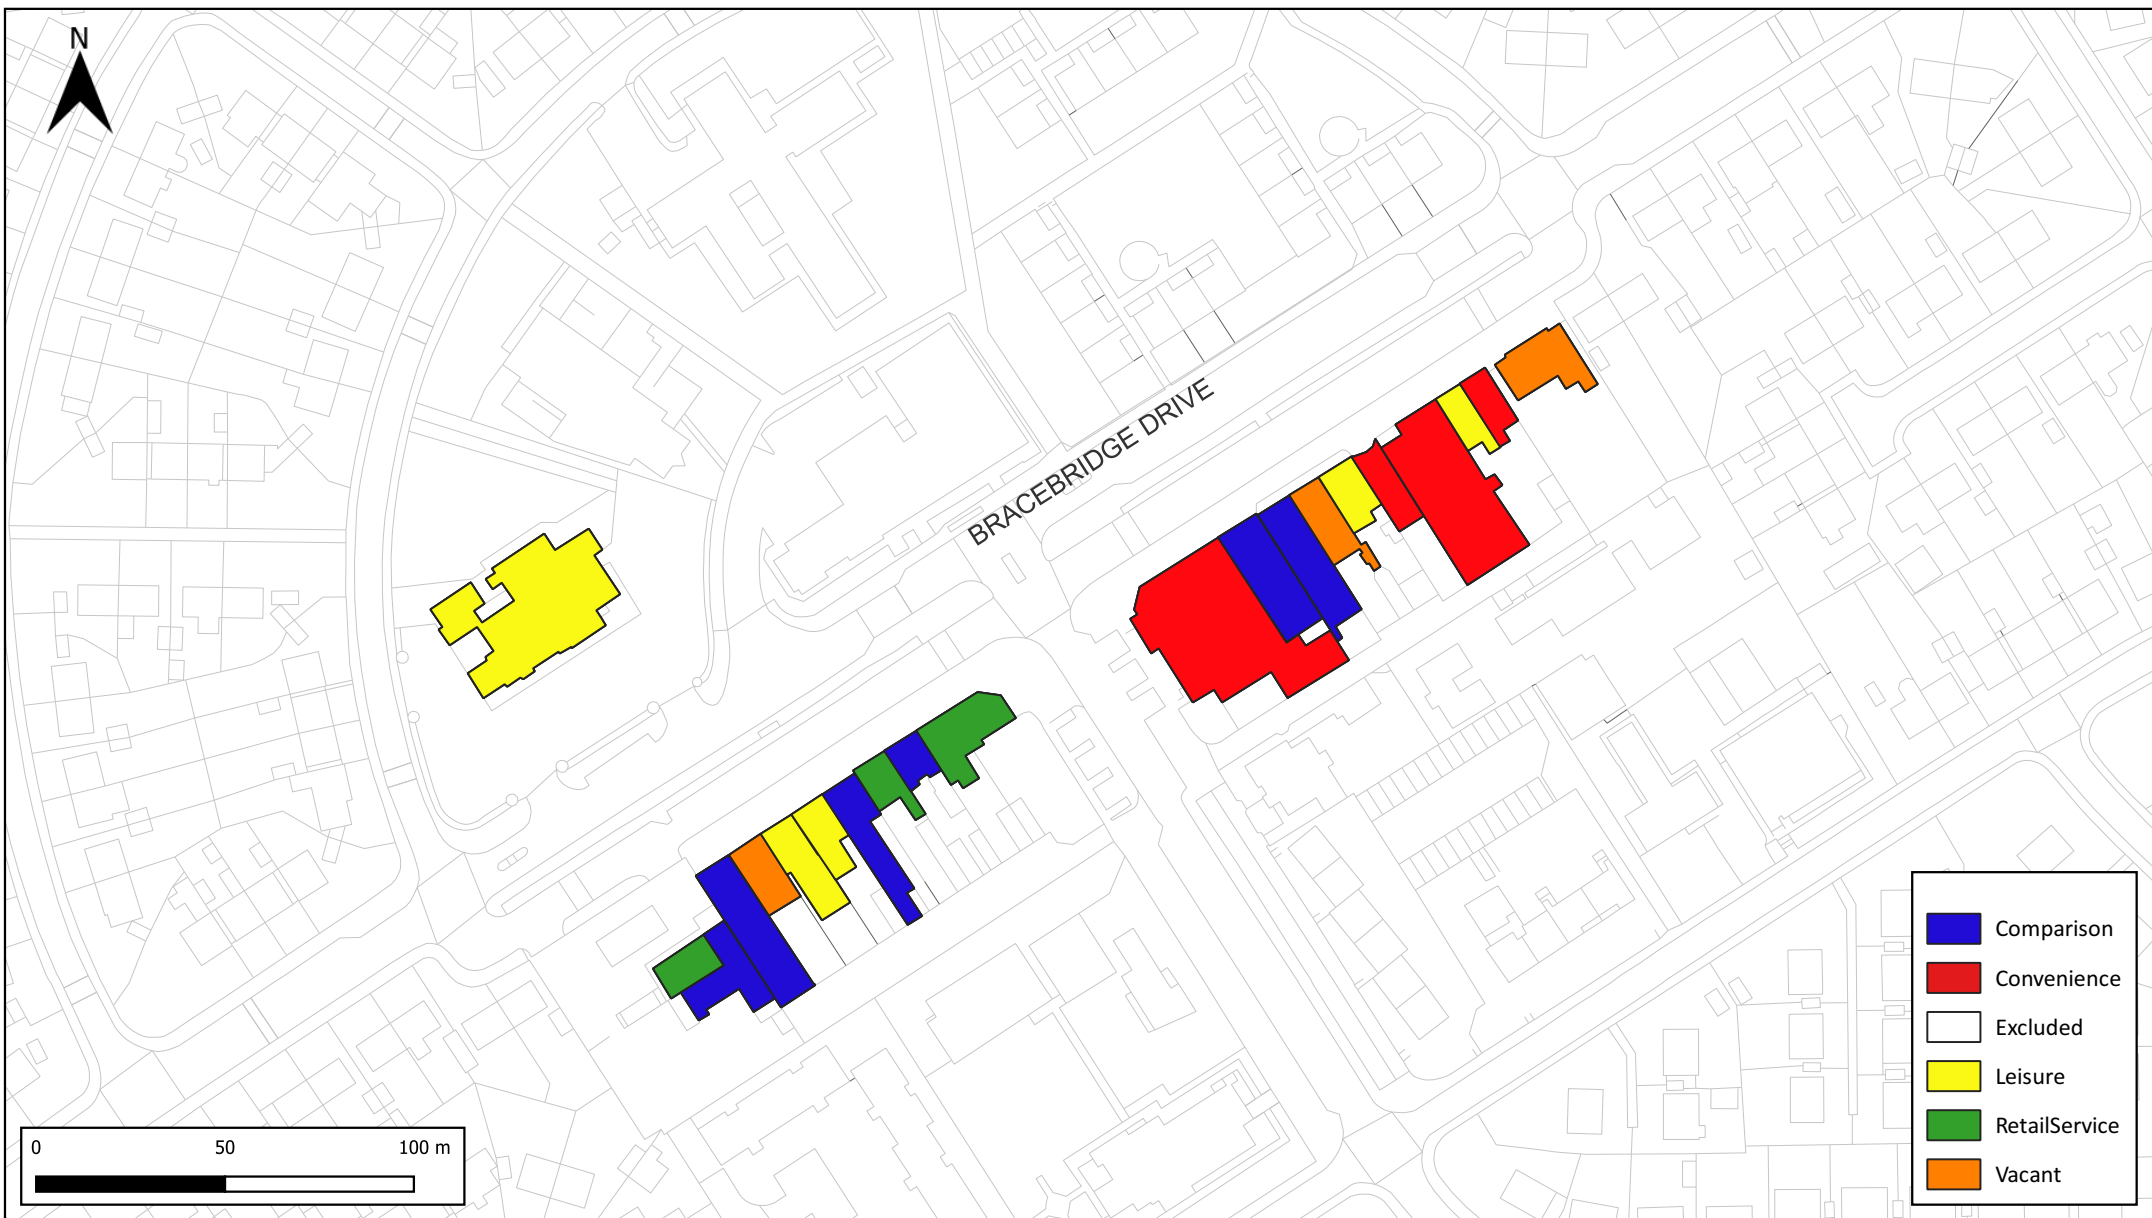 N
BRACEBRIDGE DRIVE
Comparison
Convenience
Excluded
Leisure
RetailService
Vacant
0 50 100 m